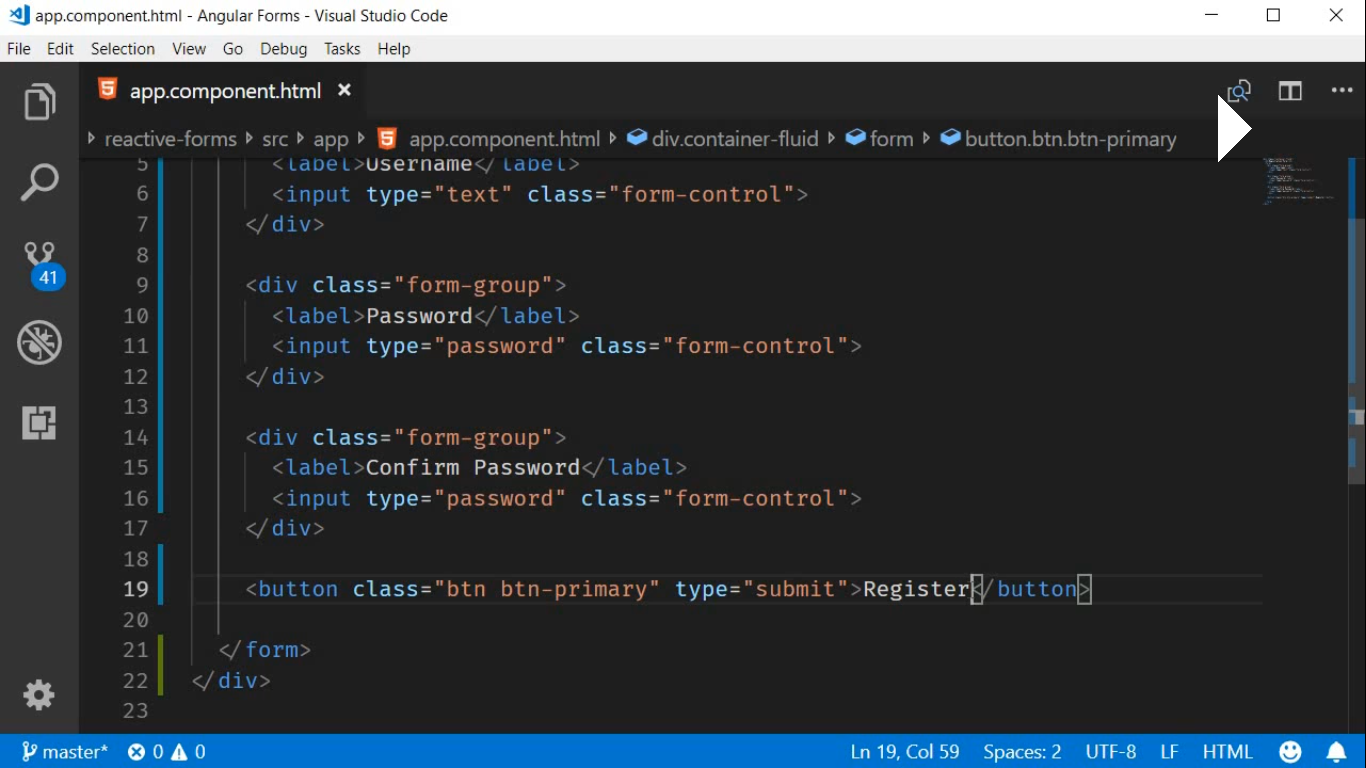 app.component.html - Angular Forms - Visual Studio Code
File Edit Selection View Go Debug Tasks Help
app.component.html
reactive-forms src app app.component.html div.container-fluid form button.btn.btn-primary
5 <label>Username</label>
6 <input type="text" class="form-control">
7 </div>
8
9 <div class="form-group">
10 <label>Password</label>
11 <input type="password" class="form-control">
12 </div>
13
14 <div class="form-group">
15 <label>Confirm Password</label>
16 <input type="password" class="form-control">
17 </div>
18
19 <button class="btn btn-primary" type="submit">Register</button>
20
21 </form>
22 </div>
23
41
master* 0 0 Ln 19, Col 59 Spaces: 2 UTF-8 LF HTML